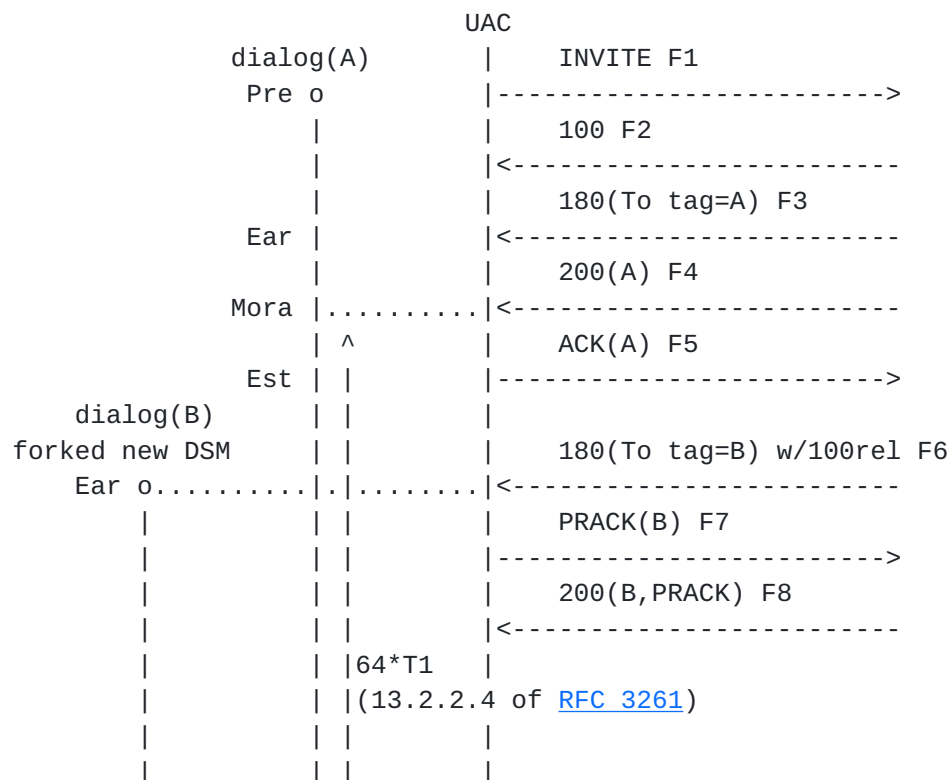 UAC
dialog(A) | INVITE F1
Pre o |------------------------->
| | 100 F2
| |<-------------------------
| | 180(To tag=A) F3
Ear | |<-------------------------
| | 200(A) F4
Mora |..........|<-------------------------
| ^ | ACK(A) F5
Est | | |------------------------->
dialog(B) | | |
forked new DSM | | | 180(To tag=B) w/100rel F6
Ear o..........|.|........|<-------------------------
| | | | PRACK(B) F7
| | | |------------------------->
| | | | 200(B,PRACK) F8
| | | |<-------------------------
| | |64*T1 |
| | |(13.2.2.4 of RFC 3261)
| | | |
| | | |